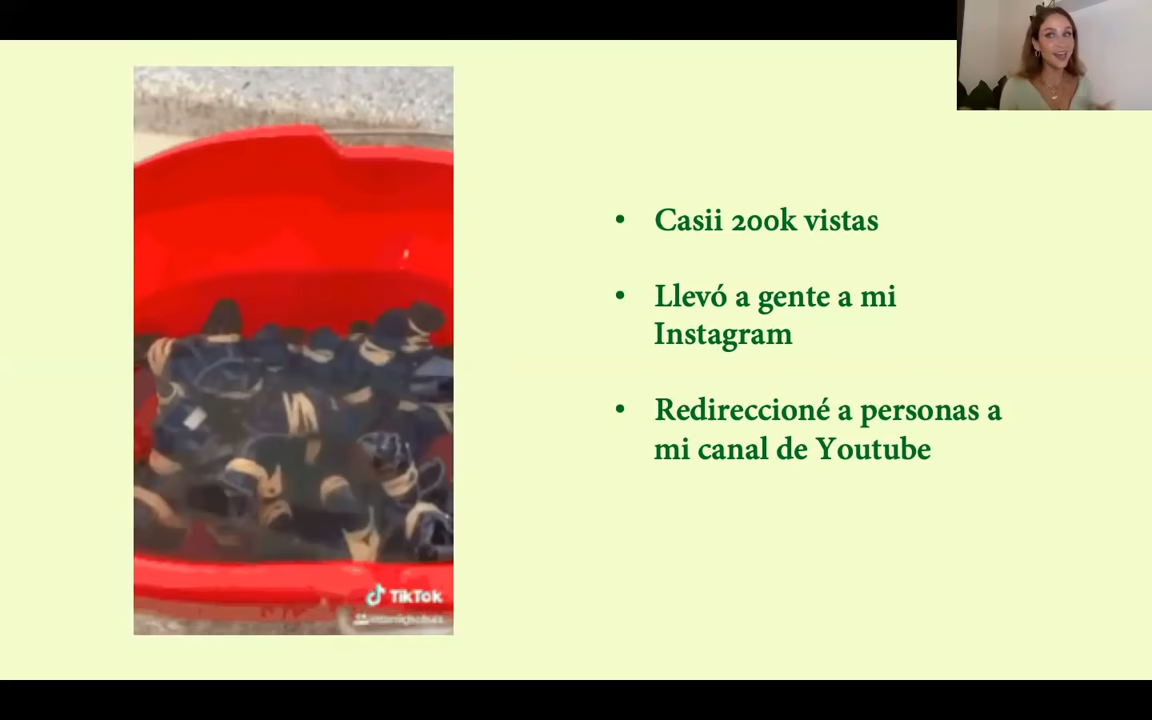 • Casii 200k vistas
• Llevó a gente a mi
Instagram
• Redireccioné a personas a
mi canal de Youtube
TikTok